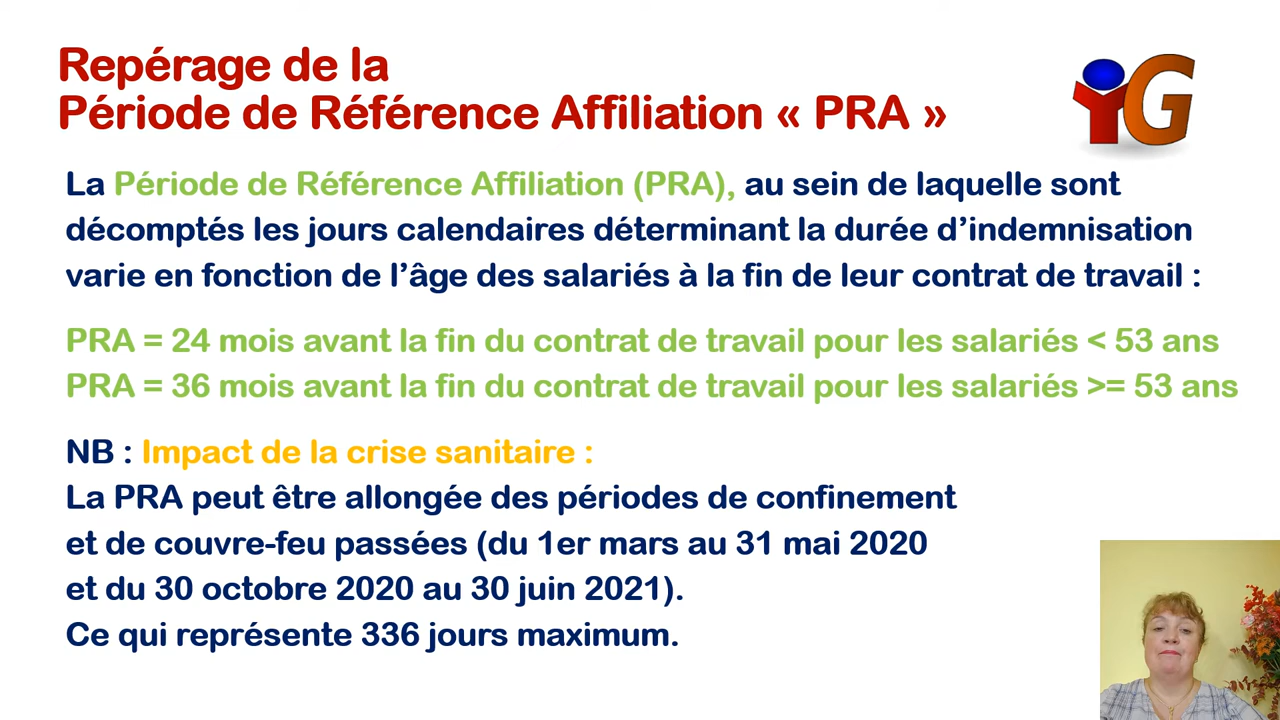 Repérage de la
Période de Référence Affiliation « PRA »
YG
La Période de Référence Affiliation (PRA), au sein de laquelle sont
décomptés les jours calendaires déterminant la durée d’indemnisation
varie en fonction de l’âge des salariés à la fin de leur contrat de travail :
PRA = 24 mois avant la fin du contrat de travail pour les salariés < 53 ans
PRA = 36 mois avant la fin du contrat de travail pour les salariés >= 53 ans
NB : Impact de la crise sanitaire :
La PRA peut être allongée des périodes de confinement
et de couvre-feu passées (du 1er mars au 31 mai 2020
et du 30 octobre 2020 au 30 juin 2021).
Ce qui représente 336 jours maximum.